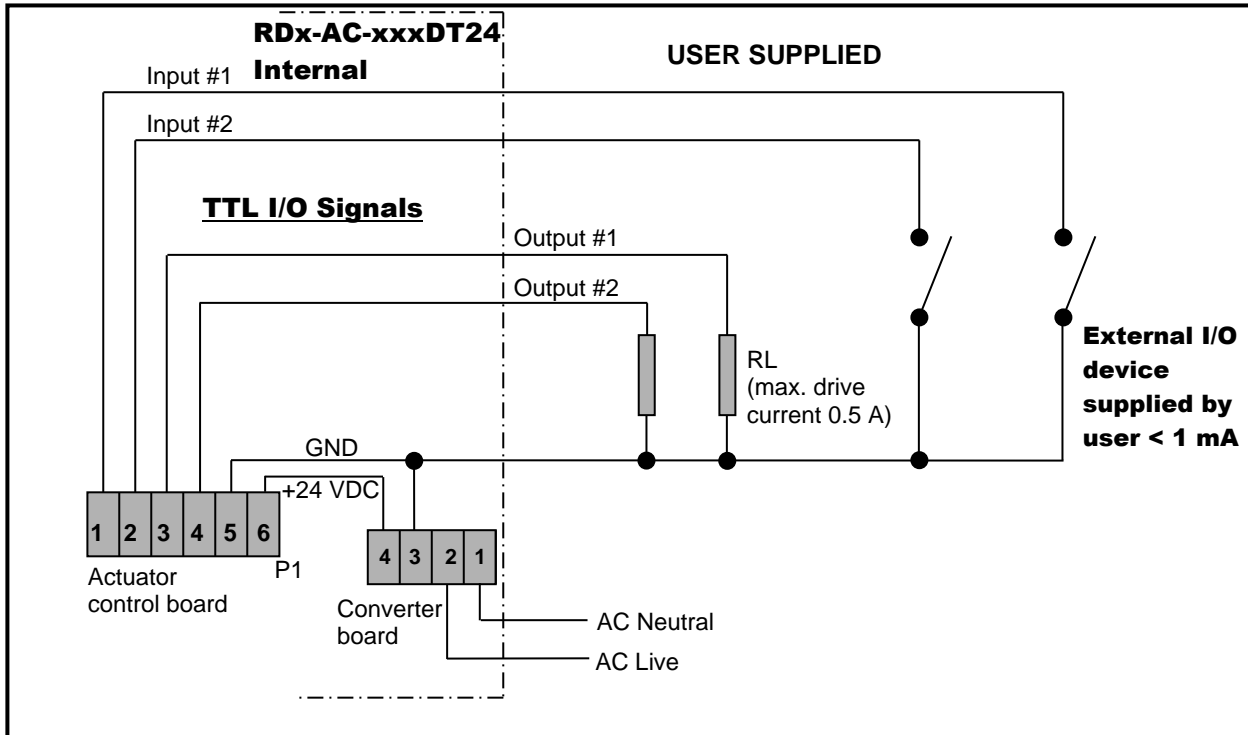 RDx-AC-xxxDT24
Internal
USER SUPPLIED
Input #1
Input #2
TTL I/O Signals
Output #1
Output #2
RL
(max. drive
current 0.5 A)
External I/O
device
supplied by
user < 1 mA
GND
+24 VDC
1 2 3 4 5 6
P1
Actuator
control board
4 3 2 1
Converter
board
AC Neutral
AC Live